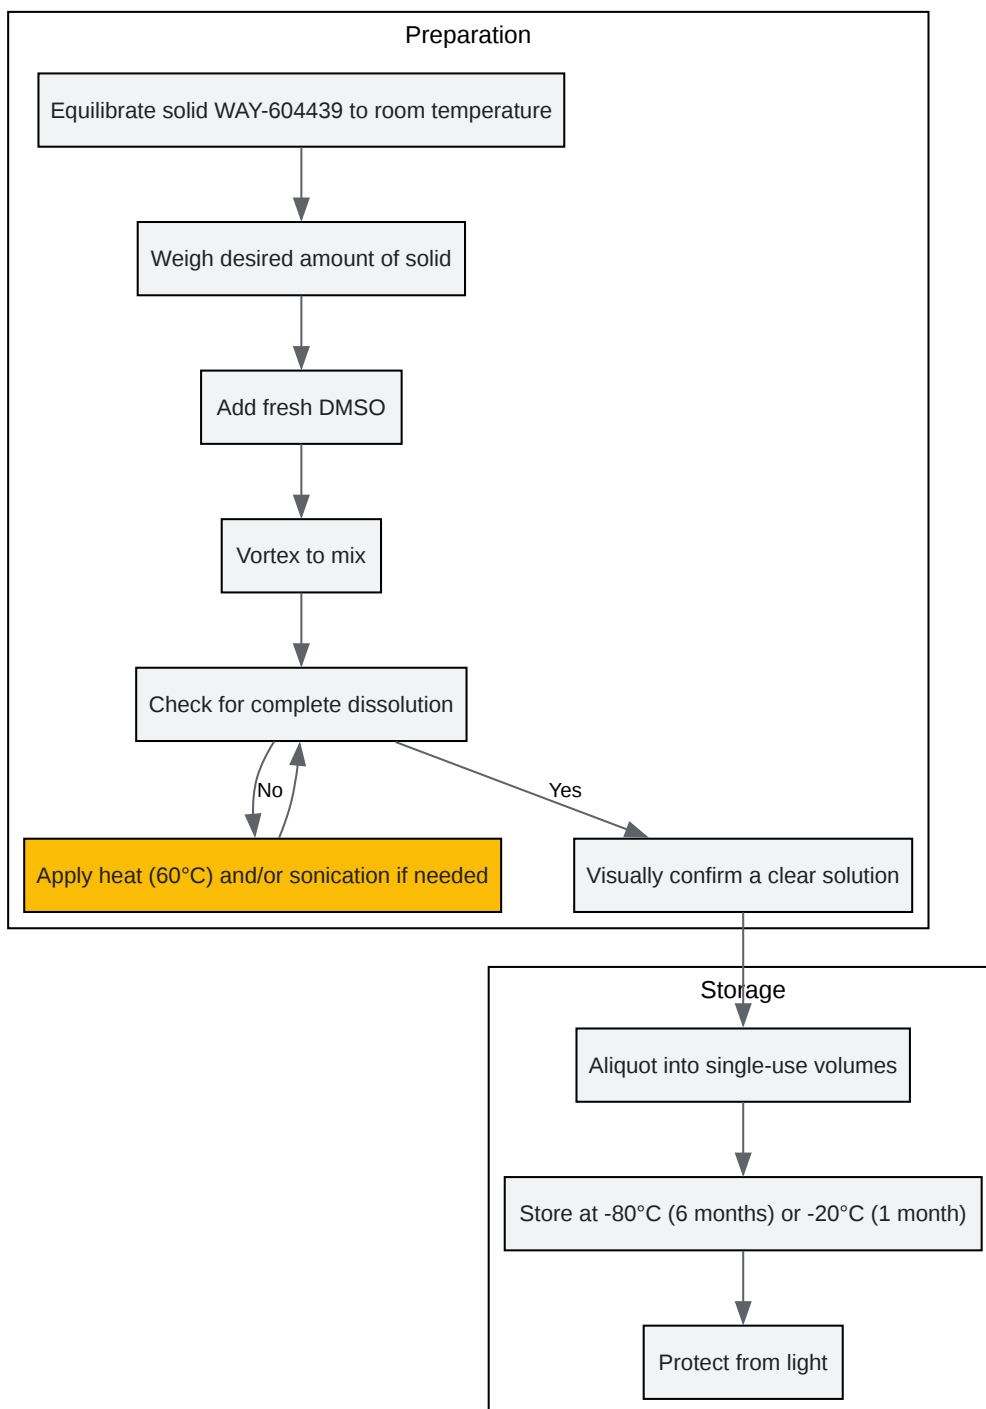 Preparation
Equilibrate solid WAY-604439 to room temperature
Weigh desired amount of solid
Add fresh DMSO
Vortex to mix
Check for complete dissolution
No
Yes
Apply heat (60°C) and/or sonication if needed
Visually confirm a clear solution
Storage
Aliquot into single-use volumes
Store at -80°C (6 months) or -20°C (1 month)
Protect from light